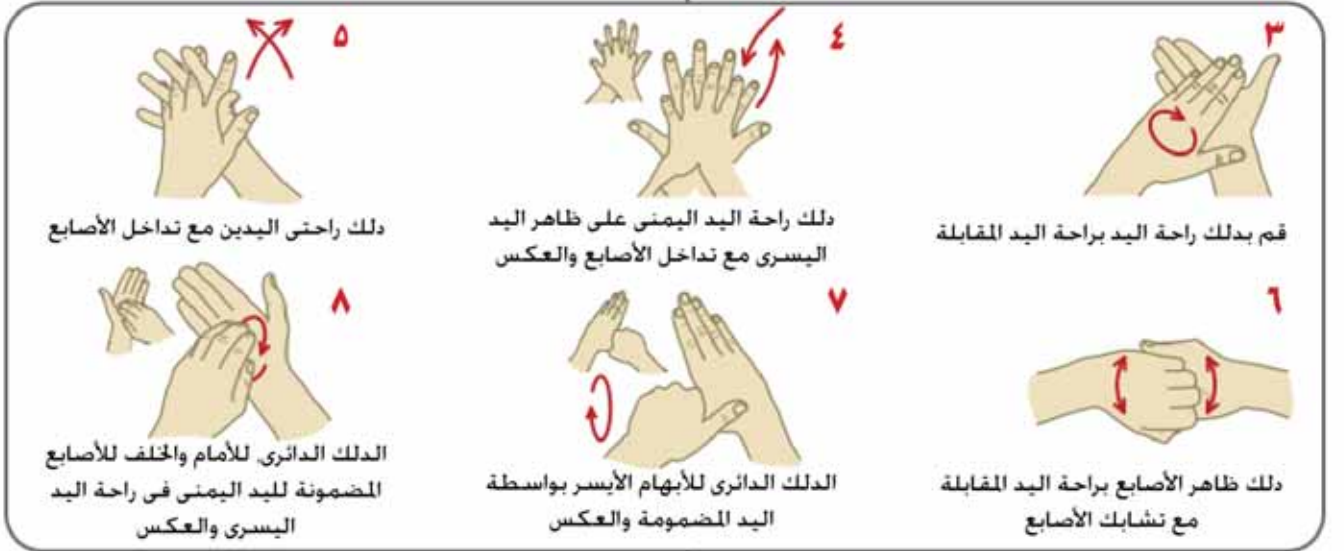 ٣
قم بدلك راحة اليد براحة اليد المقابلة
٤
دلك راحة اليد اليمنى على ظاهر اليد
اليسرى مع تداخل الأصابع والعكس
٥
دلك راحتى اليدين مع تداخل الأصابع
٦
دلك ظاهر الأصابع براحة اليد المقابلة
مع تشابك الأصابع
٧
الدلك الدائرى للأبهام الأيسر بواسطة
اليد المضمومة والعكس
٨
الدلك الدائرى. للأمام والخلف للأصابع
المضمونة لليد اليمنى فى راحة اليد
اليسرى والعكس